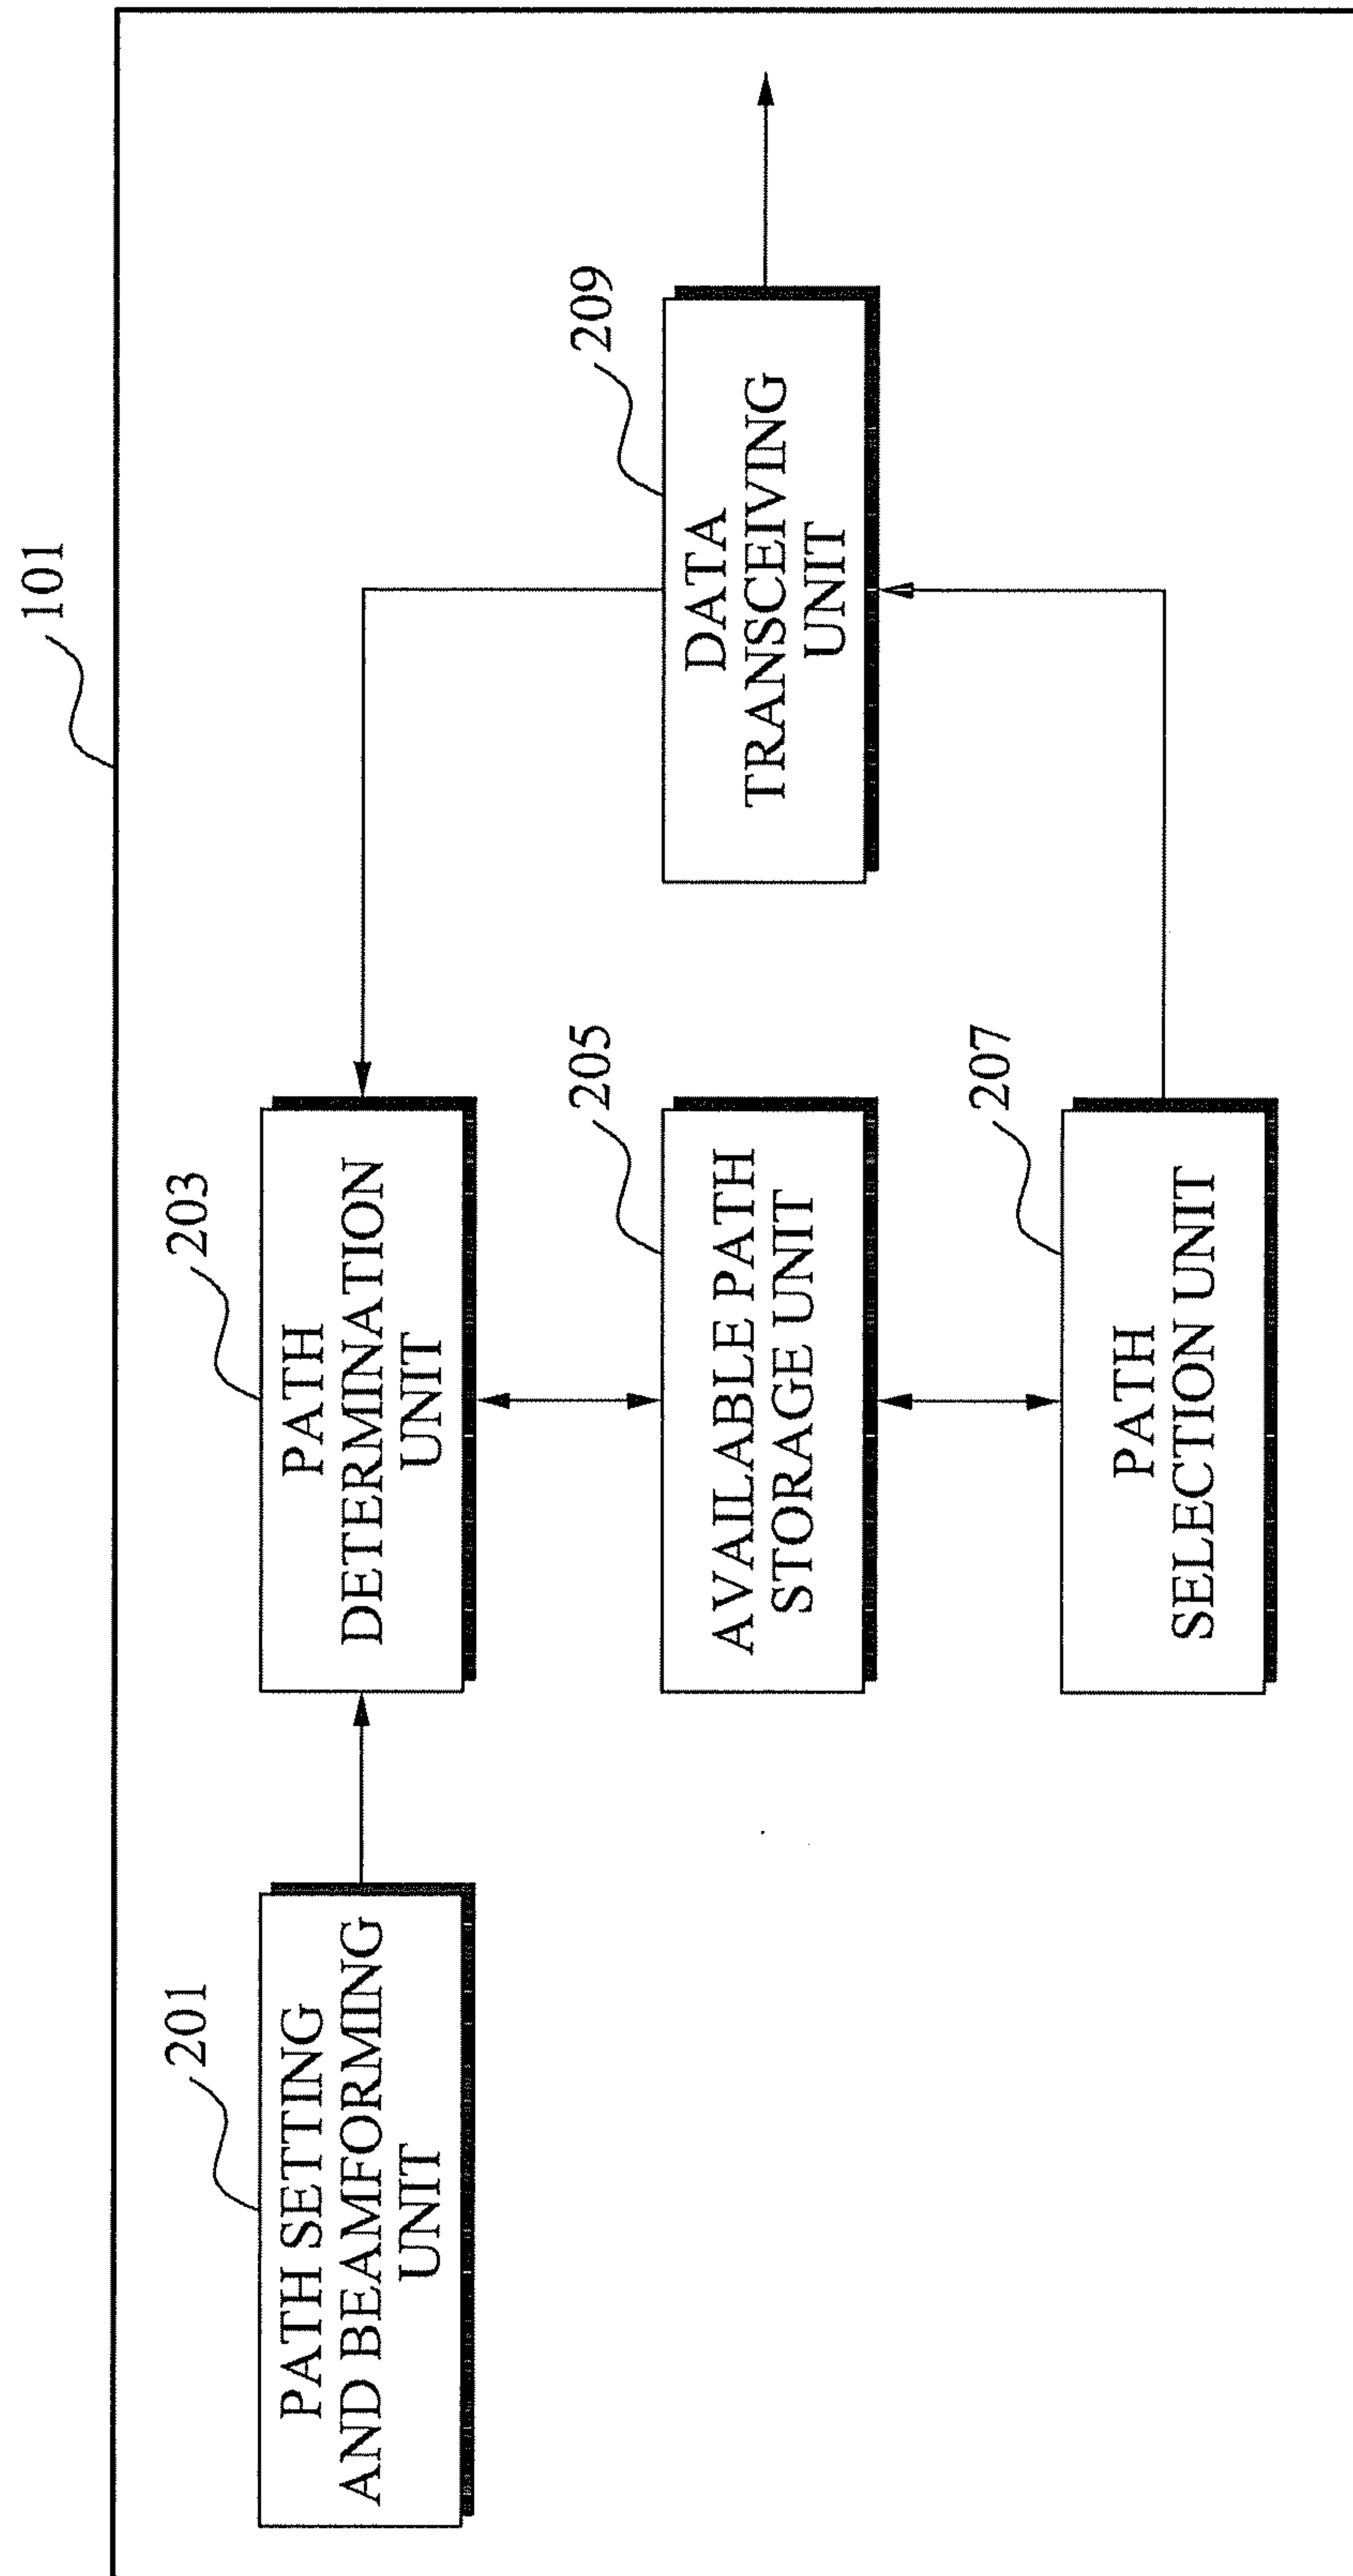 101
201
PATH SETTING
AND BEAMFORMING
UNIT
203
PATH
DETERMINATION
UNIT
205
AVAILABLE PATH
STORAGE UNIT
207
PATH
SELECTION UNIT
209
DATA
TRANSCEIVING
UNIT